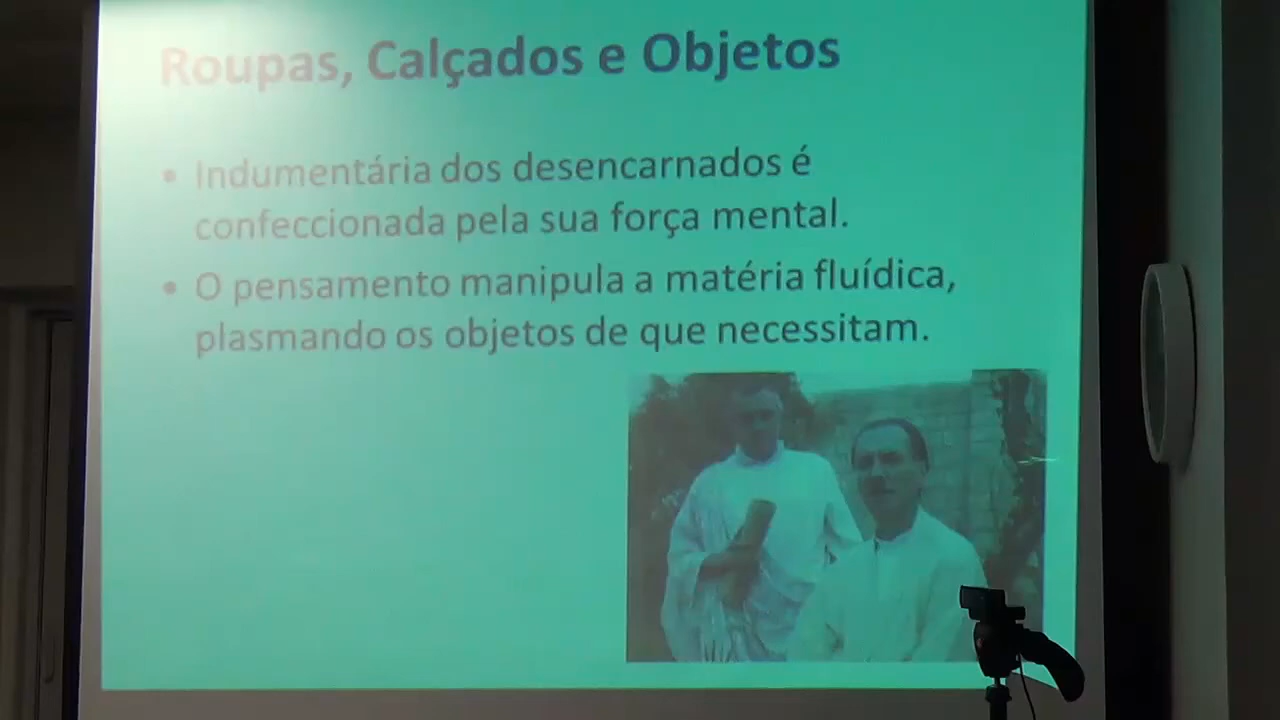 Roupas, Calçados e Objetos
• Indumentária dos desencarnados é
confeccionada pela sua força mental.
• O pensamento manipula a matéria fluídica,
plasmando os objetos de que necessitam.